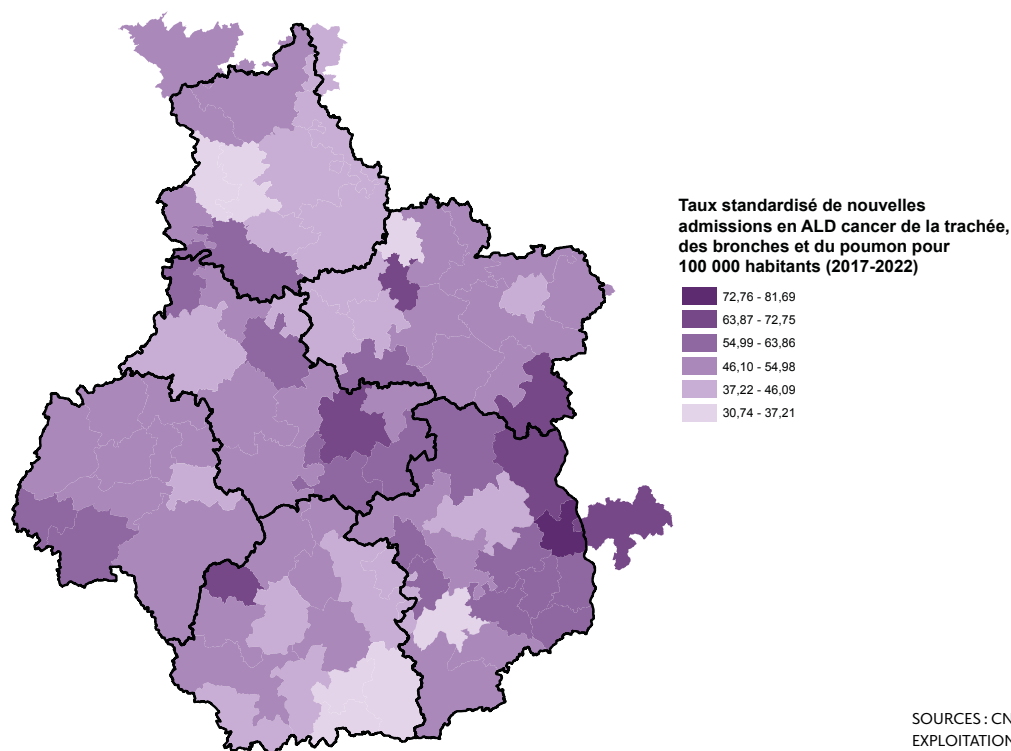 Taux standardisé de nouvelles
admissions en ALD cancer de la trachée,
des bronches et du poumon pour
100 000 habitants (2017-2022)
72,76 - 81,69
63,87 - 72,75
54,99 - 63,86
46,10 - 54,98
37,22 - 46,09
30,74 - 37,21
SOURCES : CN
EXPLOITATION